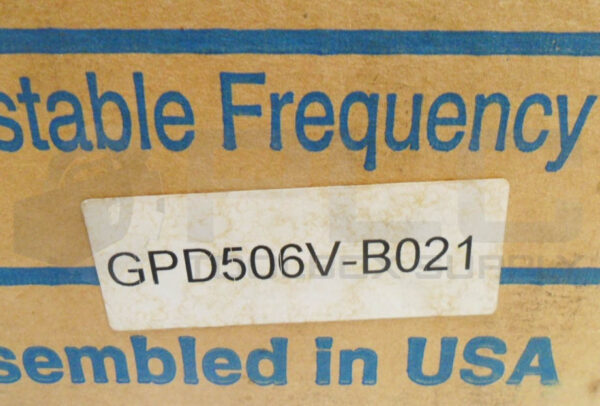 stable Frequency
GPD506V-B021
sembled in USA